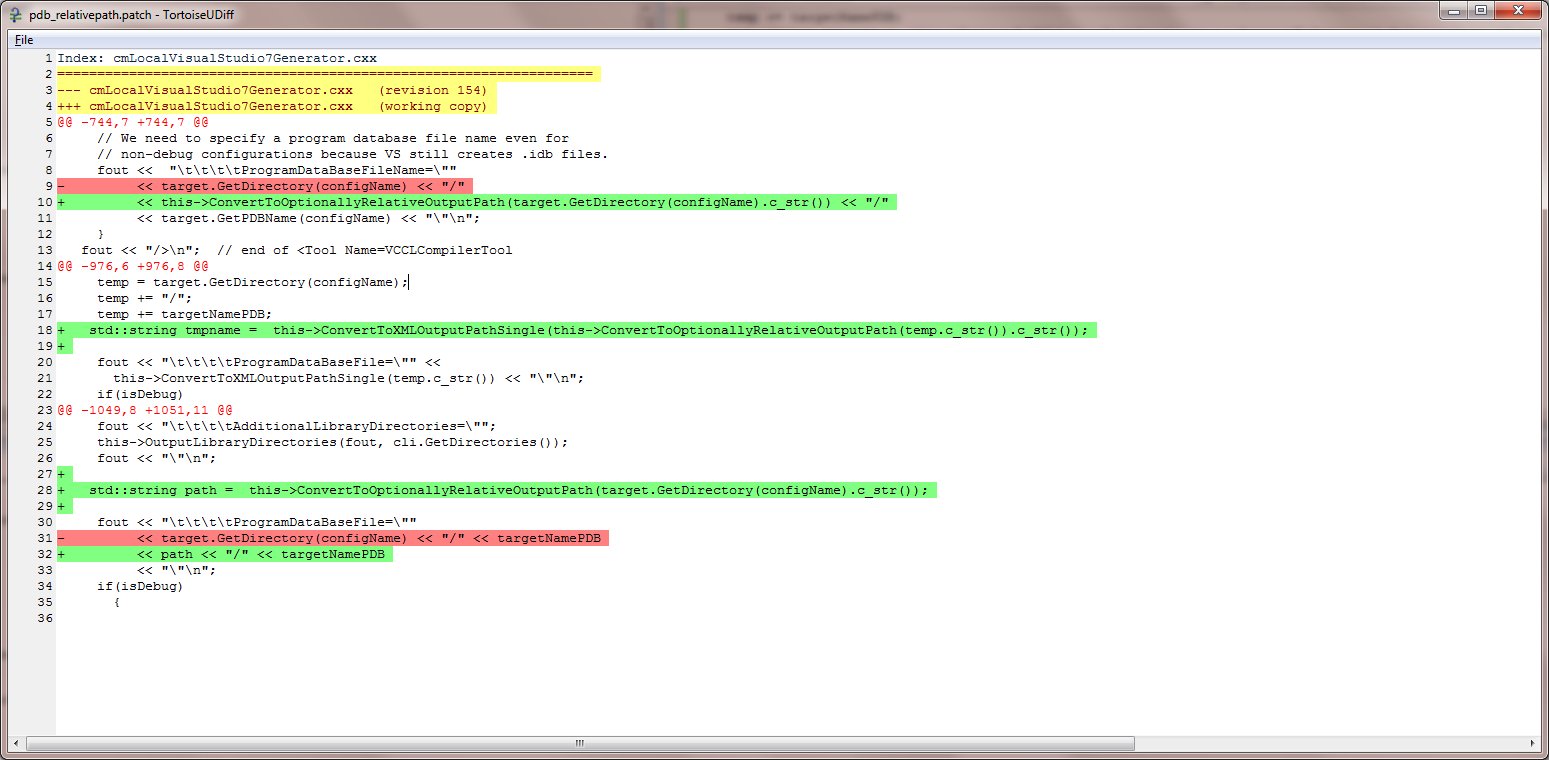 pdb_relativepath.patch - TortoiseUDiff
File
1 Index: cmLocalVisualStudio7Generator.cxx
2 ===================================================================
3 --- cmLocalVisualStudio7Generator.cxx   (revision 154)
4 +++ cmLocalVisualStudio7Generator.cxx   (working copy)
5 @@ -744,7 +744,7 @@
6      // We need to specify a program database file name even for
7      // non-debug configurations because VS still creates .idb files.
8      fout <<  "\t\t\t\tProgramDataBaseFileName=\""
9 -         << target.GetDirectory(configName) << "/"
10 +         << this->ConvertToOptionallyRelativeOutputPath(target.GetDirectory(configName).c_str()) << "/"
11           << target.GetPDBName(configName) << "\"\n";
12      }
13    fout << "/>\n";  // end of <Tool Name=VCCLCompilerTool
14 @@ -976,6 +976,8 @@
15      temp = target.GetDirectory(configName);
16      temp += "/";
17      temp += targetNamePDB;
18 +   std::string tmpname =  this->ConvertToXMLOutputPathSingle(this->ConvertToOptionallyRelativeOutputPath(temp.c_str()).c_str());
19 +
20      fout << "\t\t\t\tProgramDataBaseFile=\"" <<
21        this->ConvertToXMLOutputPathSingle(temp.c_str()) << "\"\n";
22      if(isDebug)
23 @@ -1049,8 +1051,11 @@
24      fout << "\t\t\t\tAdditionalLibraryDirectories=\"";
25      this->OutputLibraryDirectories(fout, cli.GetDirectories());
26      fout << "\"\n";
27 +
28 +   std::string path =  this->ConvertToOptionallyRelativeOutputPath(target.GetDirectory(configName).c_str());
29 +
30      fout << "\t\t\t\tProgramDataBaseFile=\""
31 -         << target.GetDirectory(configName) << "/" << targetNamePDB
32 +         << path << "/" << targetNamePDB
33           << "\"\n";
34      if(isDebug)
35        {
36